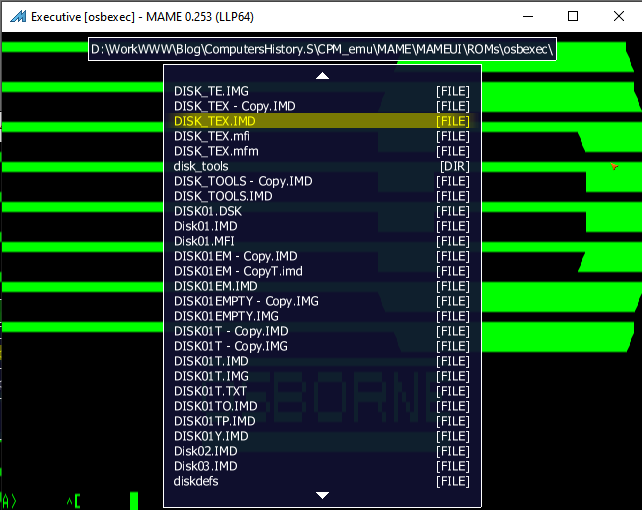 Executive [osbexec] - MAME 0.253 (LLP64)
D:\WorkWWW\Blog\ComputersHistory.S\CPM_emu\MAME\MAMEUI\ROMs\osbexec\
DISK_TE.IMG [FILE]
DISK_TEX - Copy.IMD [FILE]
DISK_TEX.IMD [FILE]
DISK_TEX.mfi [FILE]
DISK_TEX.mfm [FILE]
disk_tools [DIR]
DISK_TOOLS - Copy.IMD [FILE]
DISK_TOOLS.IMD [FILE]
DISK01.DSK [FILE]
Disk01.IMD [FILE]
Disk01.MFI [FILE]
DISK01EM - Copy.IMD [FILE]
DISK01EM - CopyT.imd [FILE]
DISK01EM.IMD [FILE]
DISK01EMPTY - Copy.IMG [FILE]
DISK01EMPTY.IMG [FILE]
DISK01T - Copy.IMD [FILE]
DISK01T - Copy.IMG [FILE]
DISK01T.IMD [FILE]
DISK01T.IMG [FILE]
DISK01T.TXT [FILE]
DISK01TO.IMD [FILE]
DISK01TP.IMD [FILE]
DISK01Y.IMD [FILE]
Disk02.IMD [FILE]
Disk03.IMD [FILE]
diskdefs [FILE]
OSBORNE
A> ^[